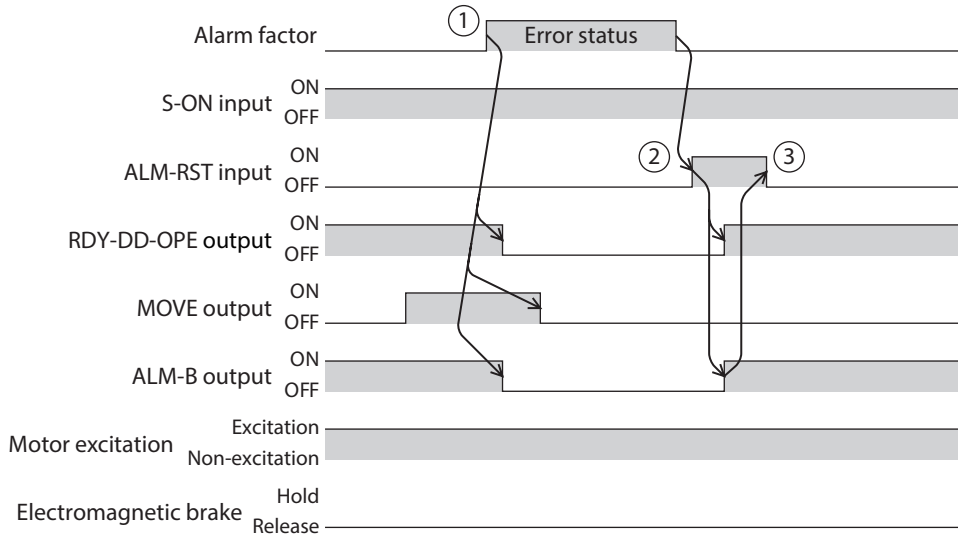 Alarm factor
①
Error status
S-ON input
ON
OFF
ALM-RST input
ON
OFF
②
③
RDY-DD-OPE output
ON
OFF
MOVE output
ON
OFF
ALM-B output
ON
OFF
Motor excitation
Excitation
Non-excitation
Electromagnetic brake
Hold
Release